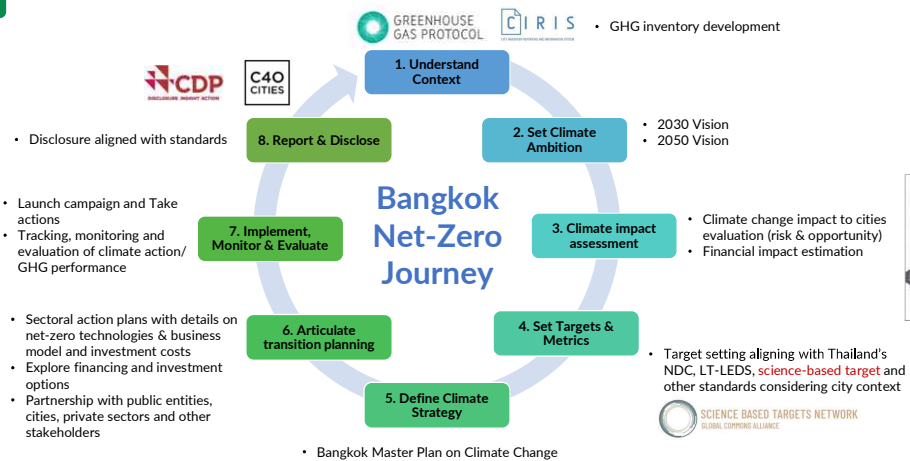 GREENHOUSE
GAS PROTOCOL
CIRIS
• GHG inventory development
1. Understand
Context
CDP
DISCLOSURE INSIGHT ACTION
C40
CITIES
2. Set Climate
Ambition
• 2030 Vision
• 2050 Vision
• Disclosure aligned with standards
8. Report & Disclose
Bangkok
Net-Zero
Journey
3. Climate impact
assessment
• Climate change impact to cities
evaluation (risk & opportunity)
• Financial impact estimation
• Launch campaign and Take
actions
• Tracking, monitoring and
evaluation of climate action/
GHG performance
7. Implement,
Monitor & Evaluate
4. Set Targets &
Metrics
• Target setting aligning with Thailand's
NDC, LT-LEDS, science-based target and
other standards considering city context
SCIENCE BASED TARGETS NETWORK
GLOBAL COMMONS ALLIANCE
• Sectoral action plans with details on
net-zero technologies & business
model and investment costs
• Explore financing and investment
options
• Partnership with public entities,
cities, private sectors and other
stakeholders
6. Articulate
transition planning
5. Define Climate
Strategy
• Bangkok Master Plan on Climate Change